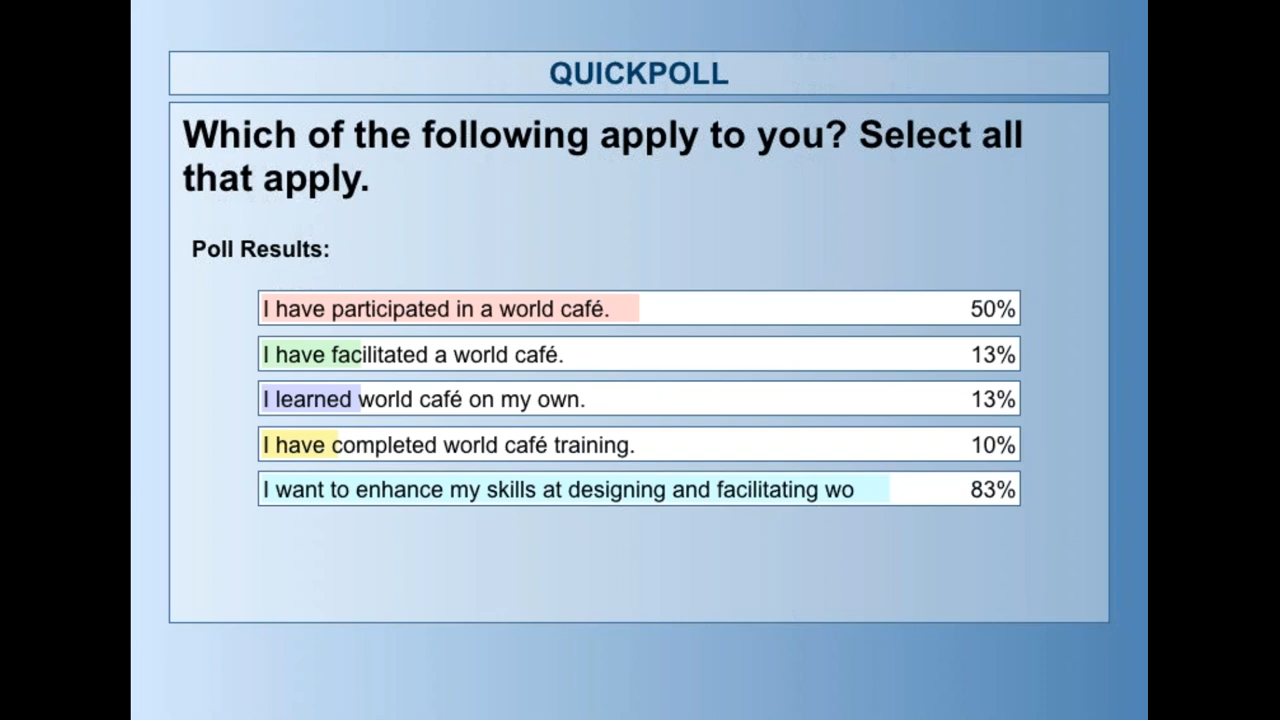 QUICKPOLL
Which of the following apply to you? Select all
that apply.
Poll Results:
I have participated in a world café. 50%
I have facilitated a world café. 13%
I learned world café on my own. 13%
I have completed world café training. 10%
I want to enhance my skills at designing and facilitating wo 83%